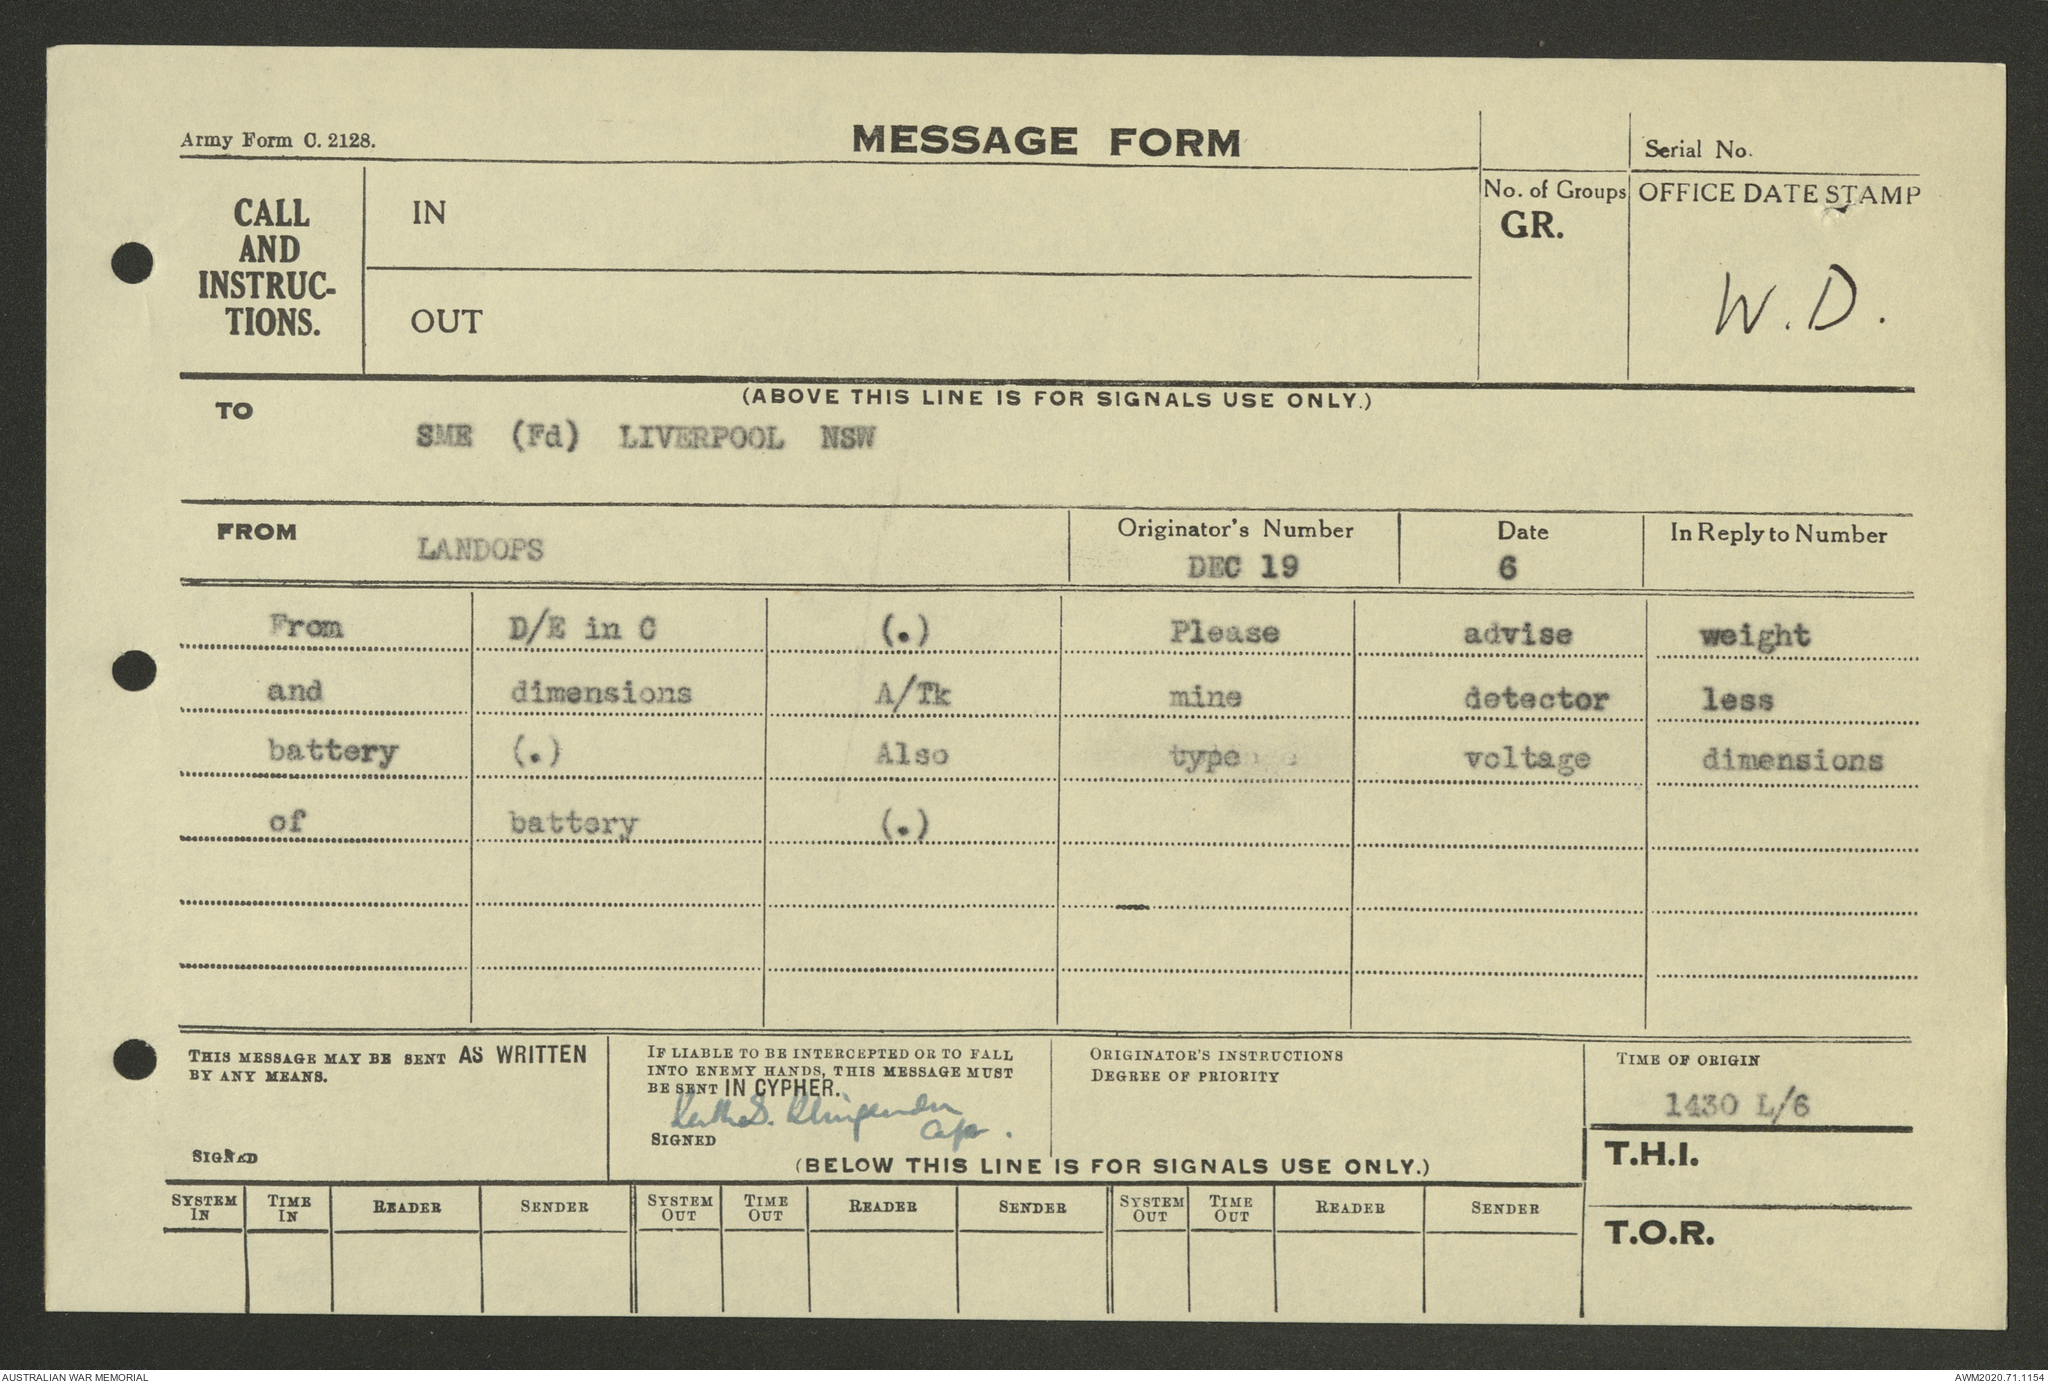 Army Form C. 2128.
MESSAGE FORM
Serial No.
CALL
AND
INSTRUC-
TIONS.
IN
OUT
No. of Groups
GR.
OFFICE DATE STAMP
W.D.
(ABOVE THIS LINE IS FOR SIGNALS USE ONLY.)
TO
SME (Fd) LIVERPOOL NSW
FROM
LANDOPS
Originator's Number
DEC 19
Date
6
In Reply to Number
From D/E in C (.) Please advise weight
and dimensions A/Tk mine detector less
battery (.) Also type voltage dimensions
of battery (.)
THIS MESSAGE MAY BE SENT AS WRITTEN
BY ANY MEANS.
SIGNED
IF LIABLE TO BE INTERCEPTED OR TO FALL
INTO ENEMY HANDS, THIS MESSAGE MUST
BE SENT IN CYPHER.
SIGNED
ORIGINATOR'S INSTRUCTIONS
DEGREE OF PRIORITY
TIME OF ORIGIN
1430 L/6
T.H.I.
T.O.R.
(BELOW THIS LINE IS FOR SIGNALS USE ONLY.)
SYSTEM IN TIME IN READER SENDER SYSTEM OUT TIME OUT READER SENDER SYSTEM OUT TIME OUT READER SENDER
AUSTRALIAN WAR MEMORIAL
AWM2020.71.1154